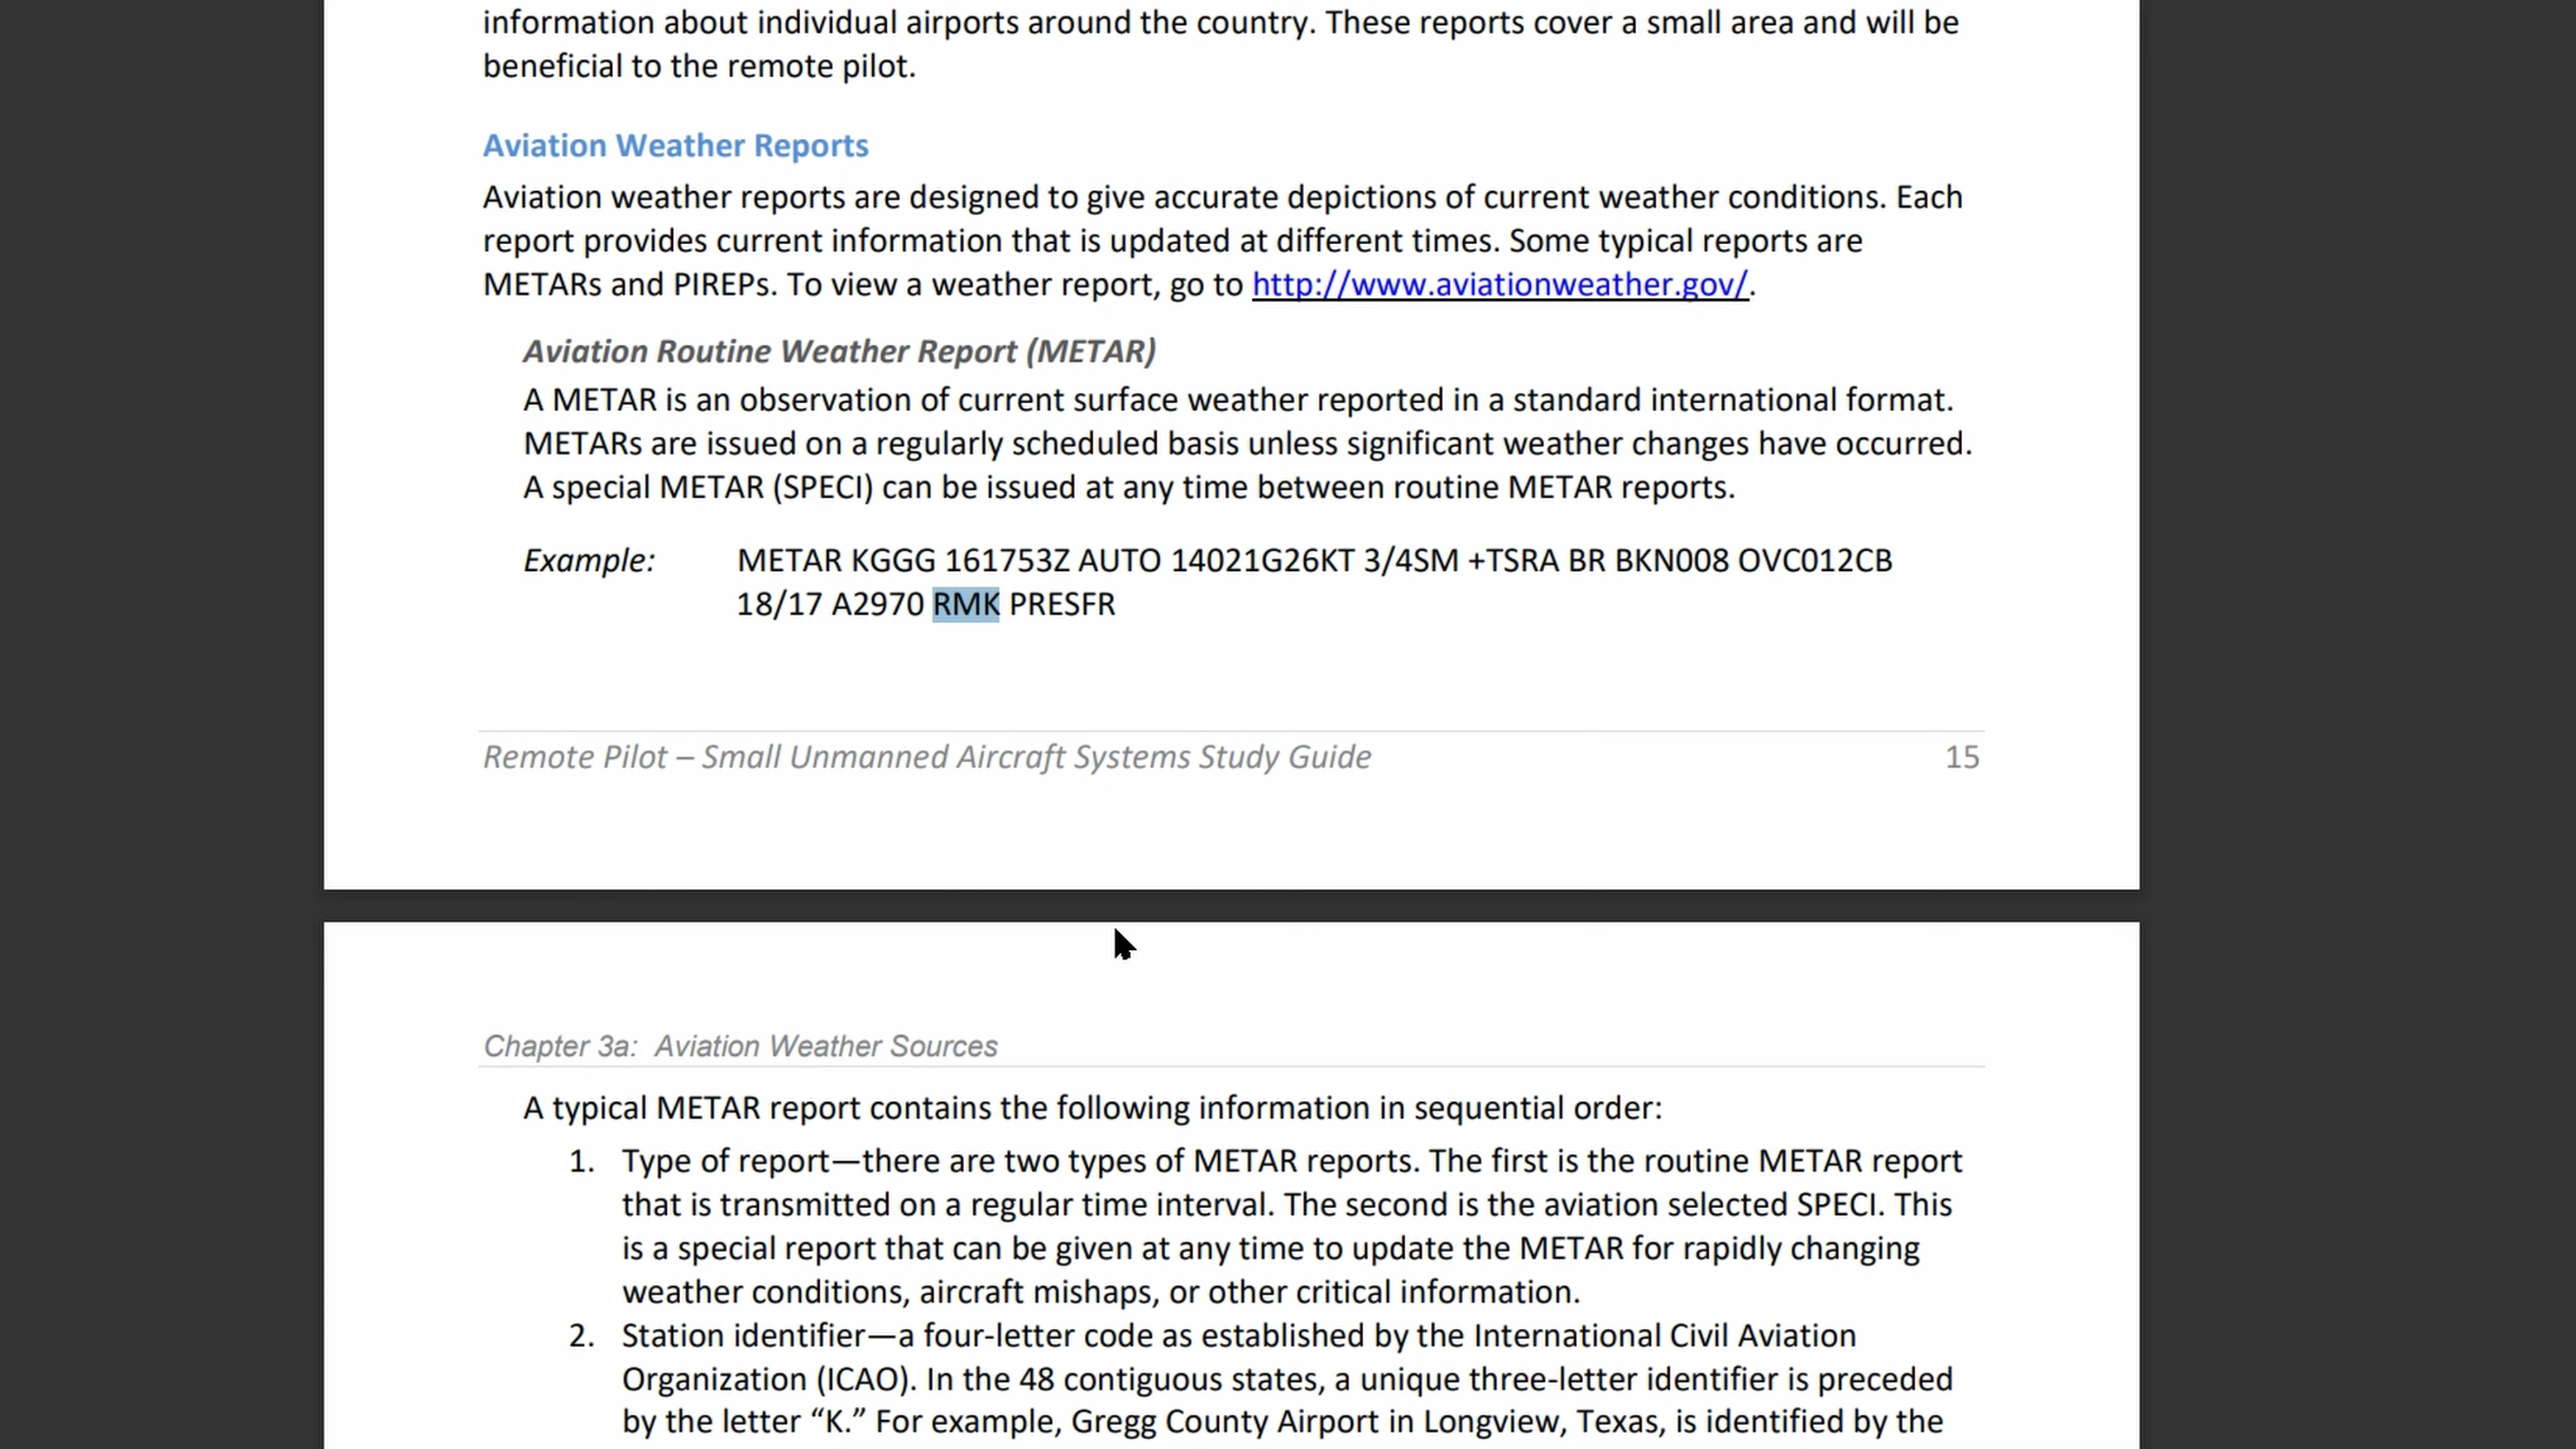 information about individual airports around the country. These reports cover a small area and will be
beneficial to the remote pilot.
Aviation Weather Reports
Aviation weather reports are designed to give accurate depictions of current weather conditions. Each
report provides current information that is updated at different times. Some typical reports are
METARs and PIREPs. To view a weather report, go to http://www.aviationweather.gov/.
Aviation Routine Weather Report (METAR)
A METAR is an observation of current surface weather reported in a standard international format.
METARs are issued on a regularly scheduled basis unless significant weather changes have occurred.
A special METAR (SPECI) can be issued at any time between routine METAR reports.
Example: METAR KGGG 161753Z AUTO 14021G26KT 3/4SM +TSRA BR BKN008 OVC012CB
18/17 A2970 RMK PRESFR
Remote Pilot – Small Unmanned Aircraft Systems Study Guide 15
Chapter 3a: Aviation Weather Sources
A typical METAR report contains the following information in sequential order:
1. Type of report—there are two types of METAR reports. The first is the routine METAR report
that is transmitted on a regular time interval. The second is the aviation selected SPECI. This
is a special report that can be given at any time to update the METAR for rapidly changing
weather conditions, aircraft mishaps, or other critical information.
2. Station identifier—a four-letter code as established by the International Civil Aviation
Organization (ICAO). In the 48 contiguous states, a unique three-letter identifier is preceded
by the letter “K.” For example, Gregg County Airport in Longview, Texas, is identified by the